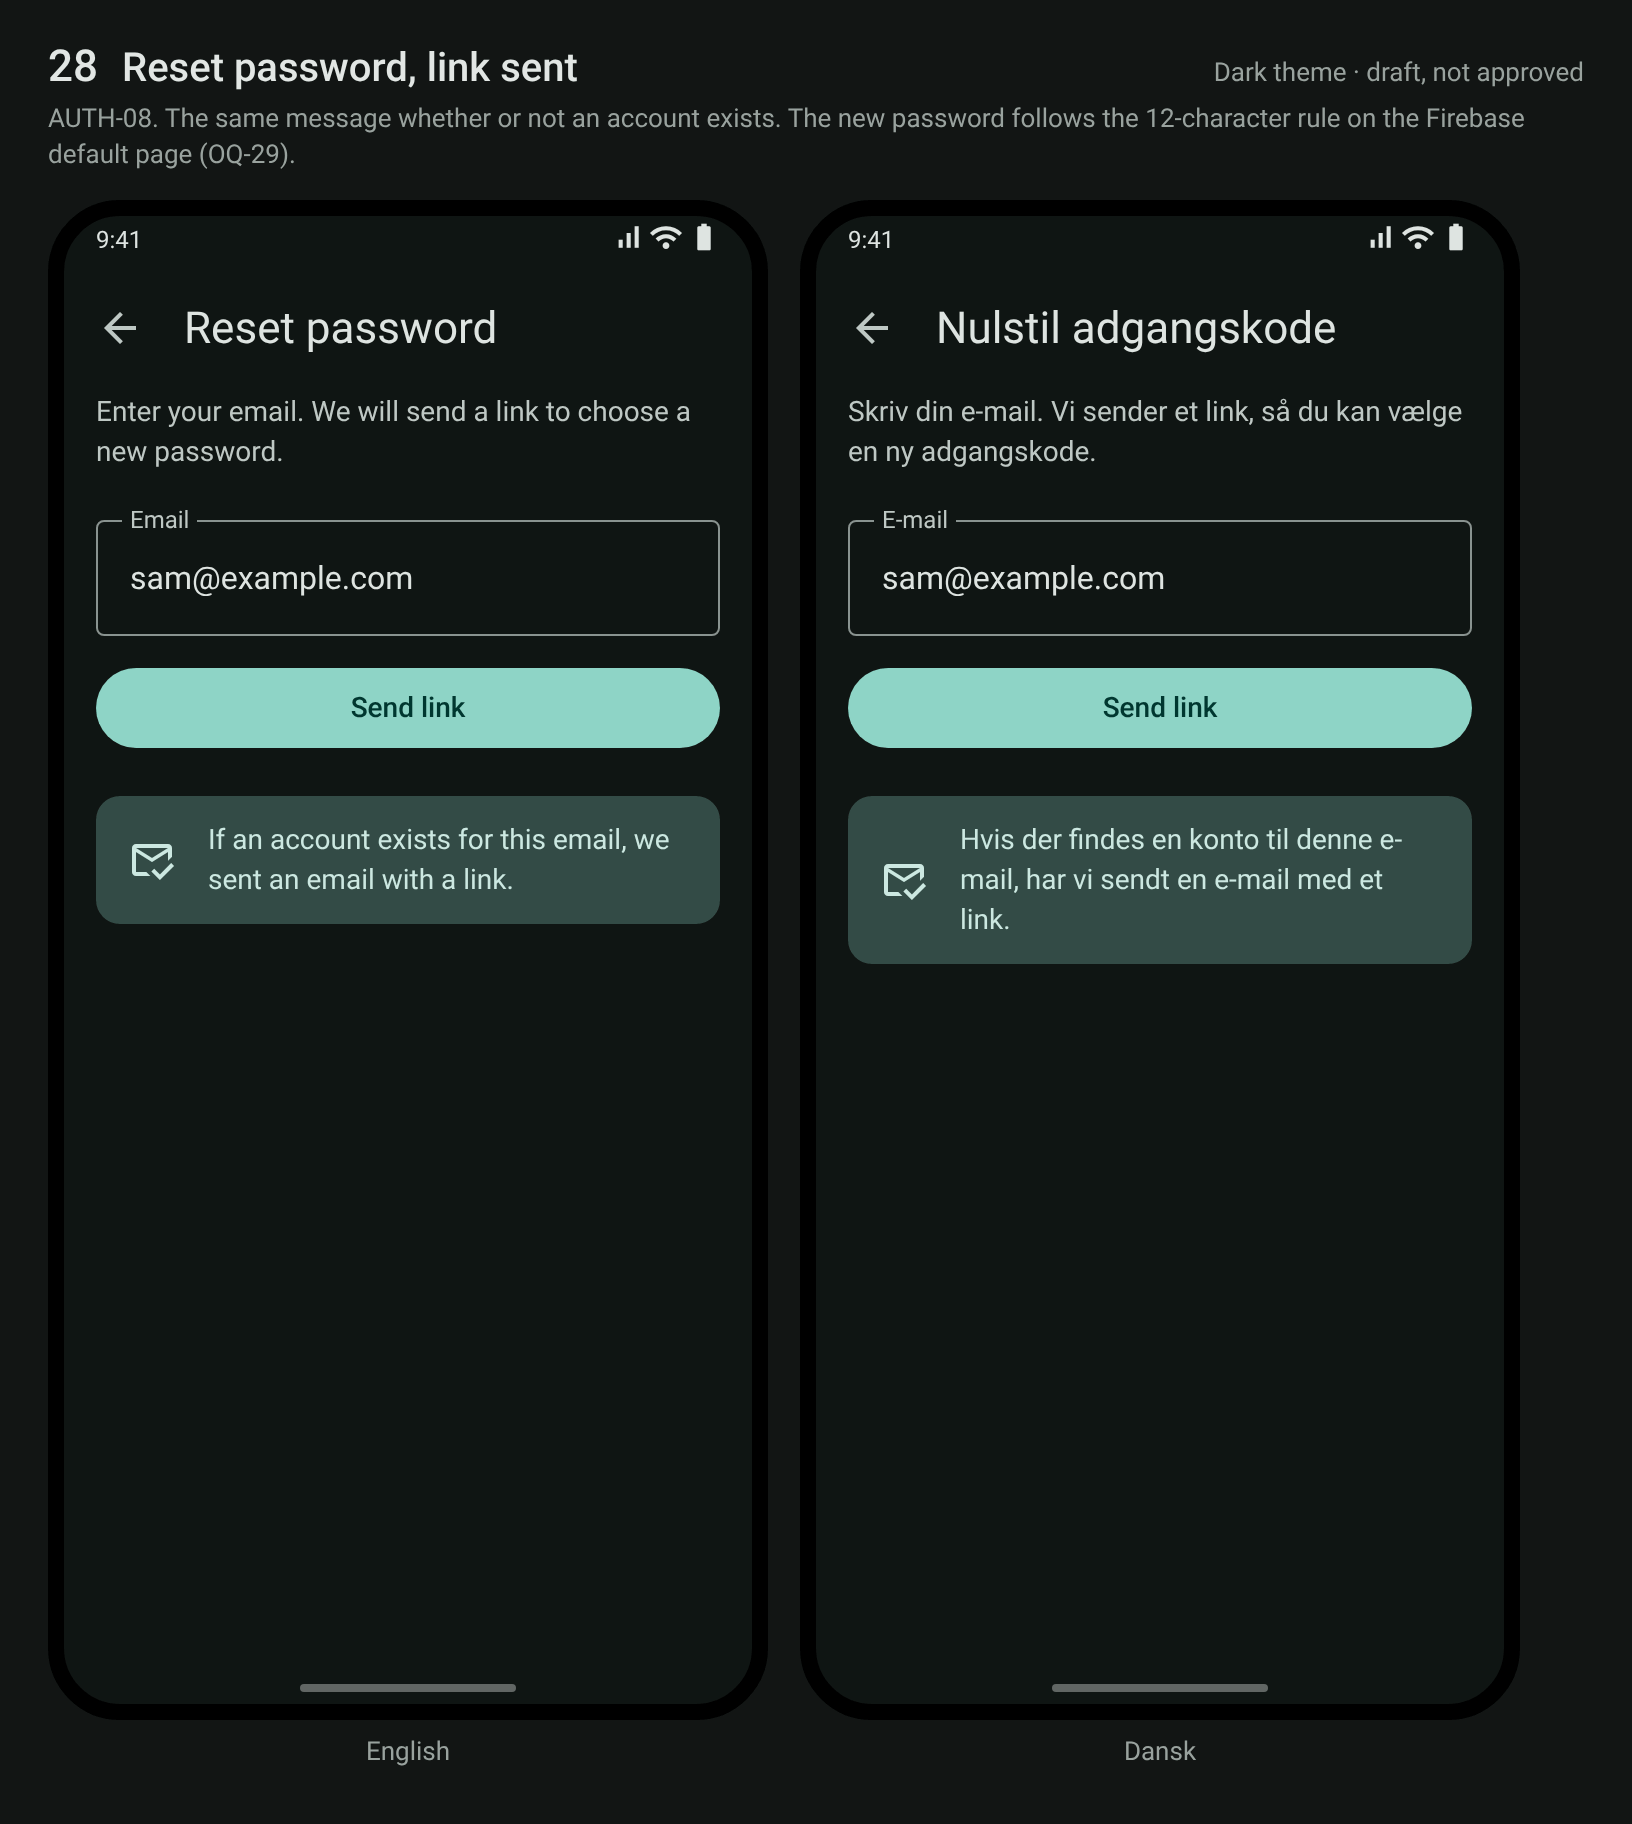 28 Reset password, link sent
Dark theme · draft, not approved
AUTH-08. The same message whether or not an account exists. The new password follows the 12-character rule on the Firebase
default page (OQ-29).
9:41
Reset password
Enter your email. We will send a link to choose a
new password.
Email
sam@example.com
Send link
If an account exists for this email, we
sent an email with a link.
English
9:41
Nulstil adgangskode
Skriv din e-mail. Vi sender et link, så du kan vælge
en ny adgangskode.
E-mail
sam@example.com
Send link
Hvis der findes en konto til denne e-
mail, har vi sendt en e-mail med et
link.
Dansk